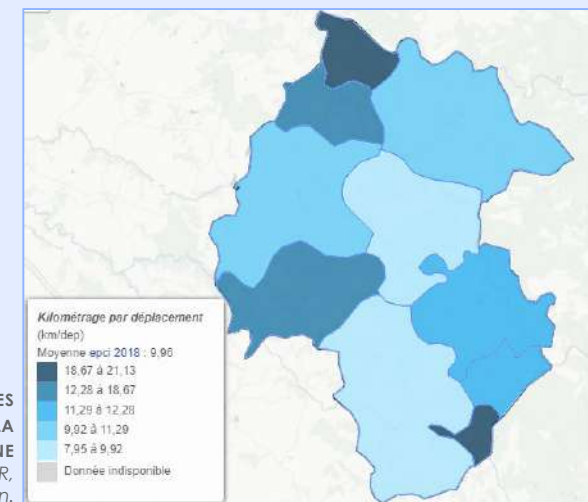 Kilométrage par déplacement
(km/dep)
Moyenne epci 2018 : 9,96
18,67 à 21,13
12,28 à 18,67
11,29 à 12,28
9,92 à 11,29
7,95 à 9,92
Donnée indisponible
ES
LA
NE
R,
n.